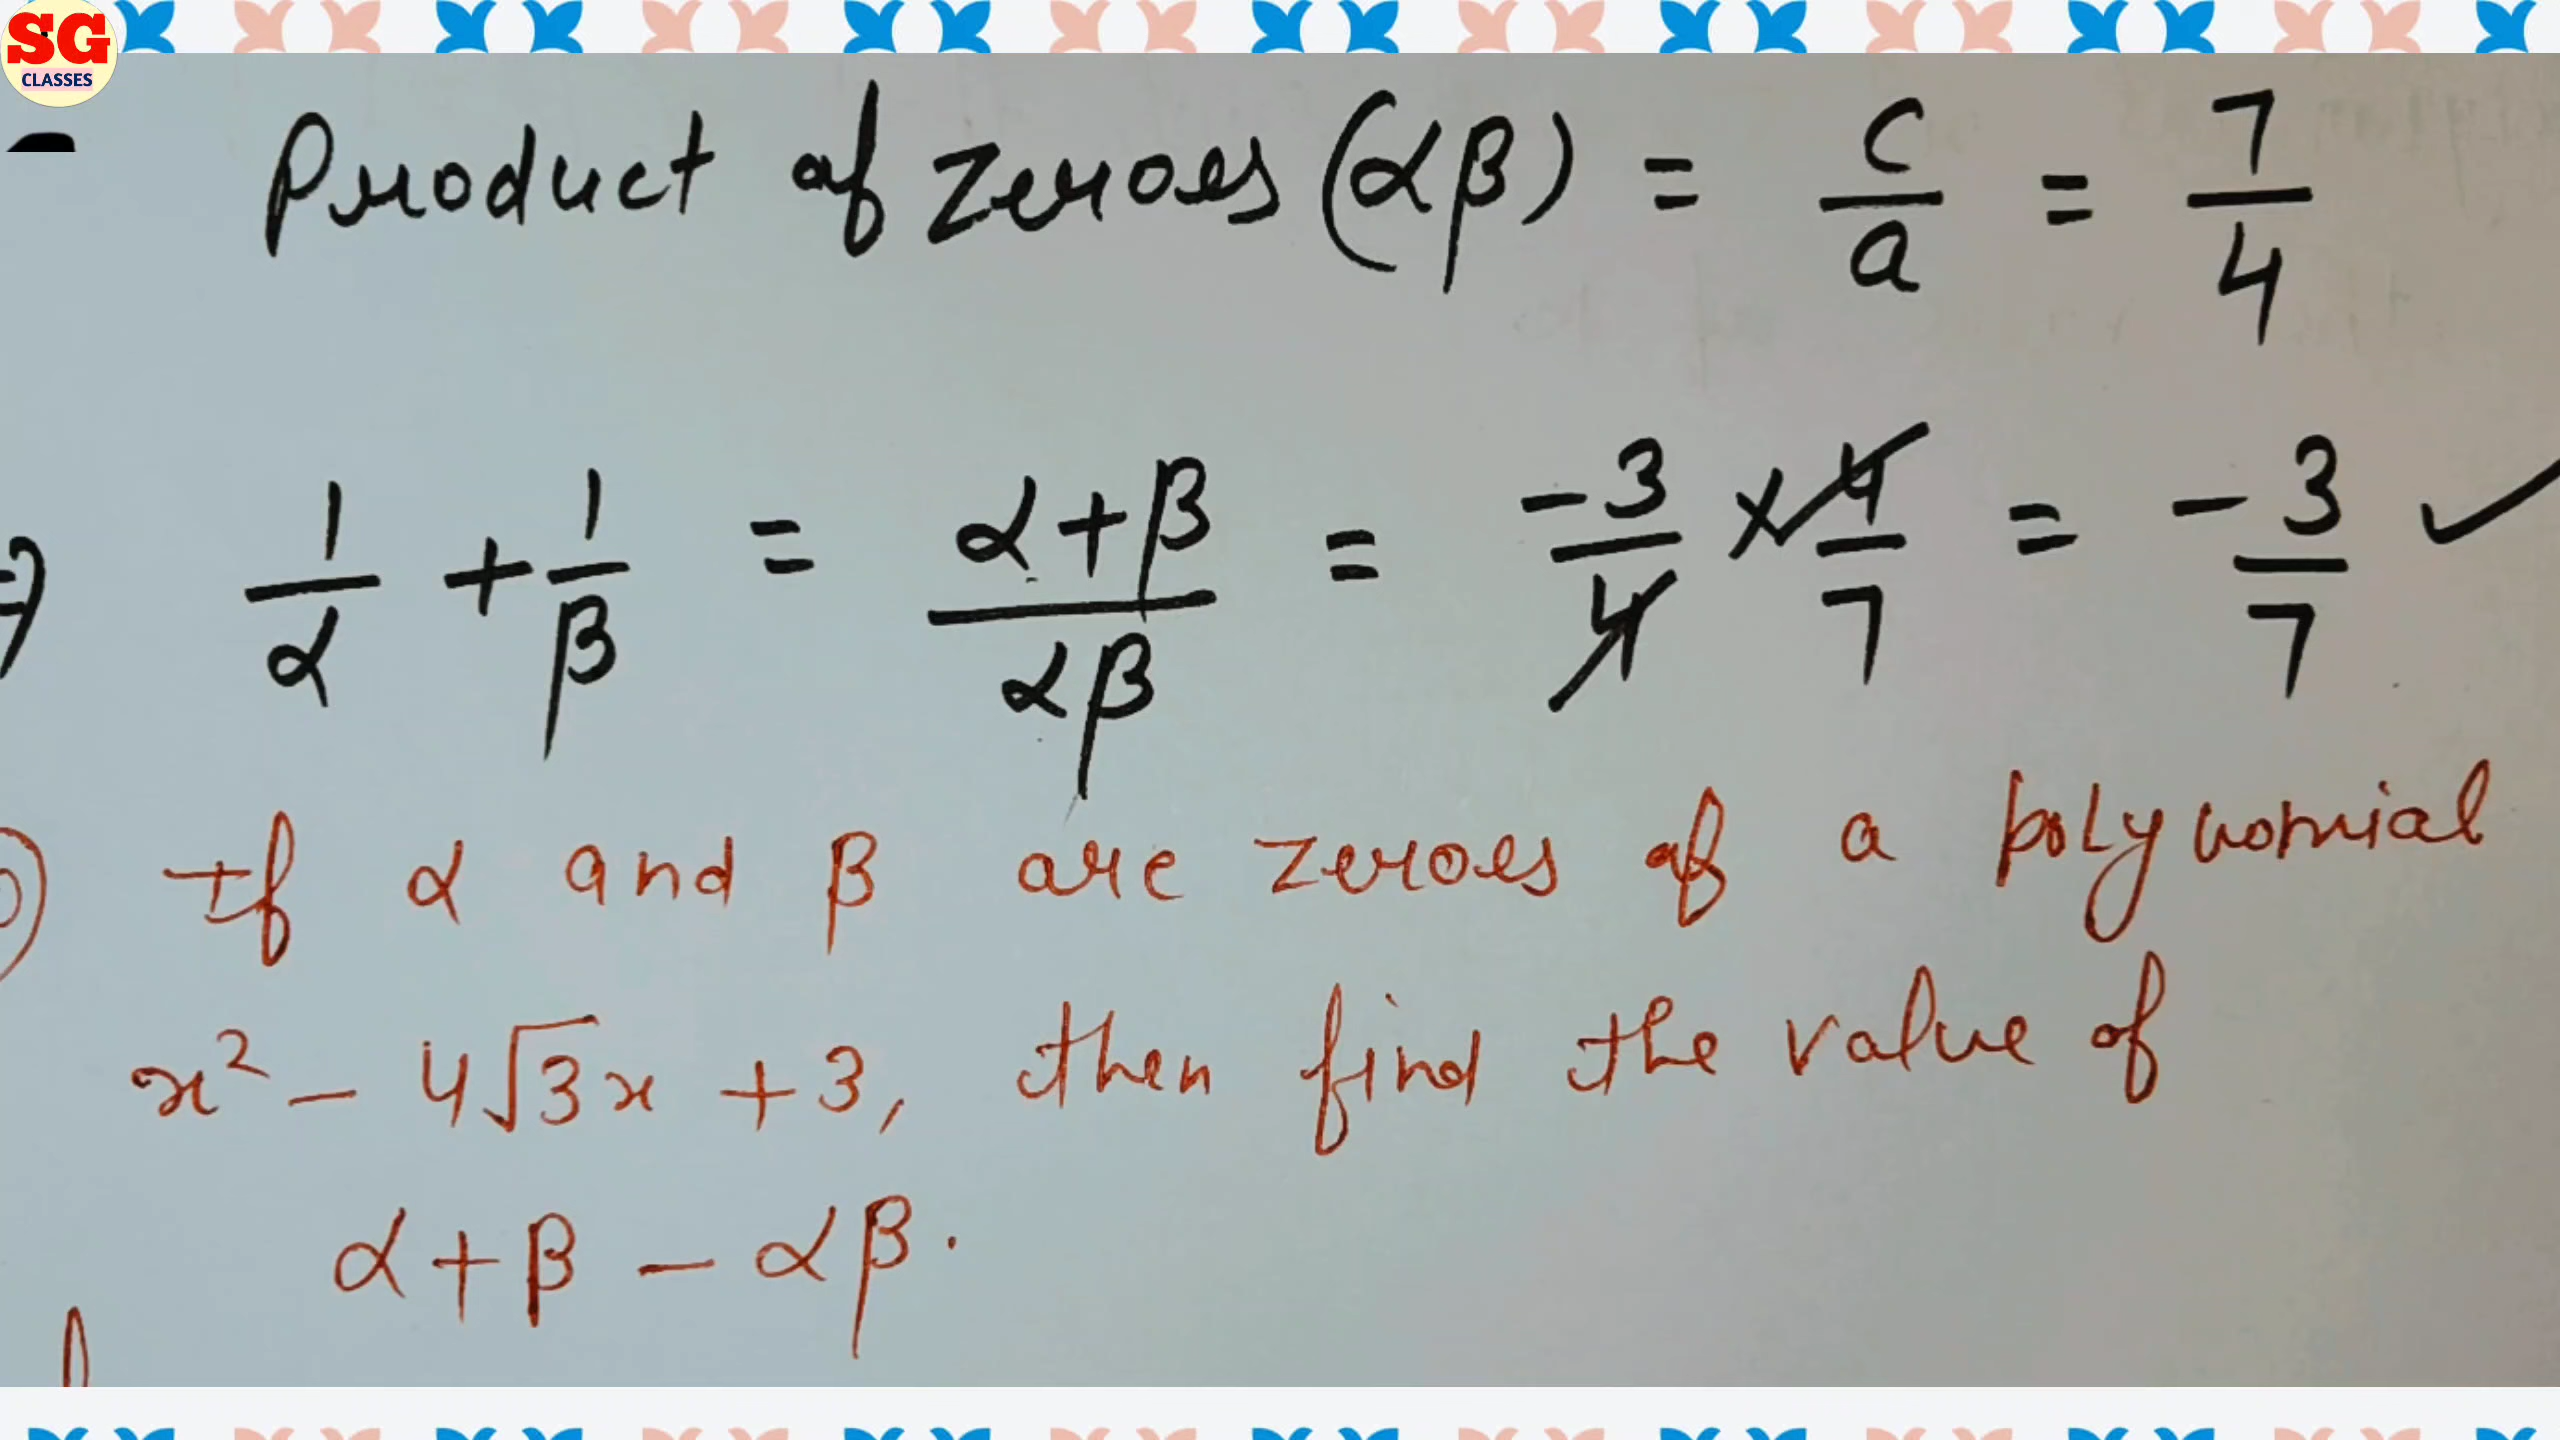 SG
CLASSES
Product of zeroes (αβ) = c/a = 7/4
⇒ 1/α + 1/β = α+β/αβ = -3/4 × 4/7 = -3/7 ✓
If α and β are zeroes of a polynomial
x² - 4√3x + 3, then find the value of
α+β - αβ.